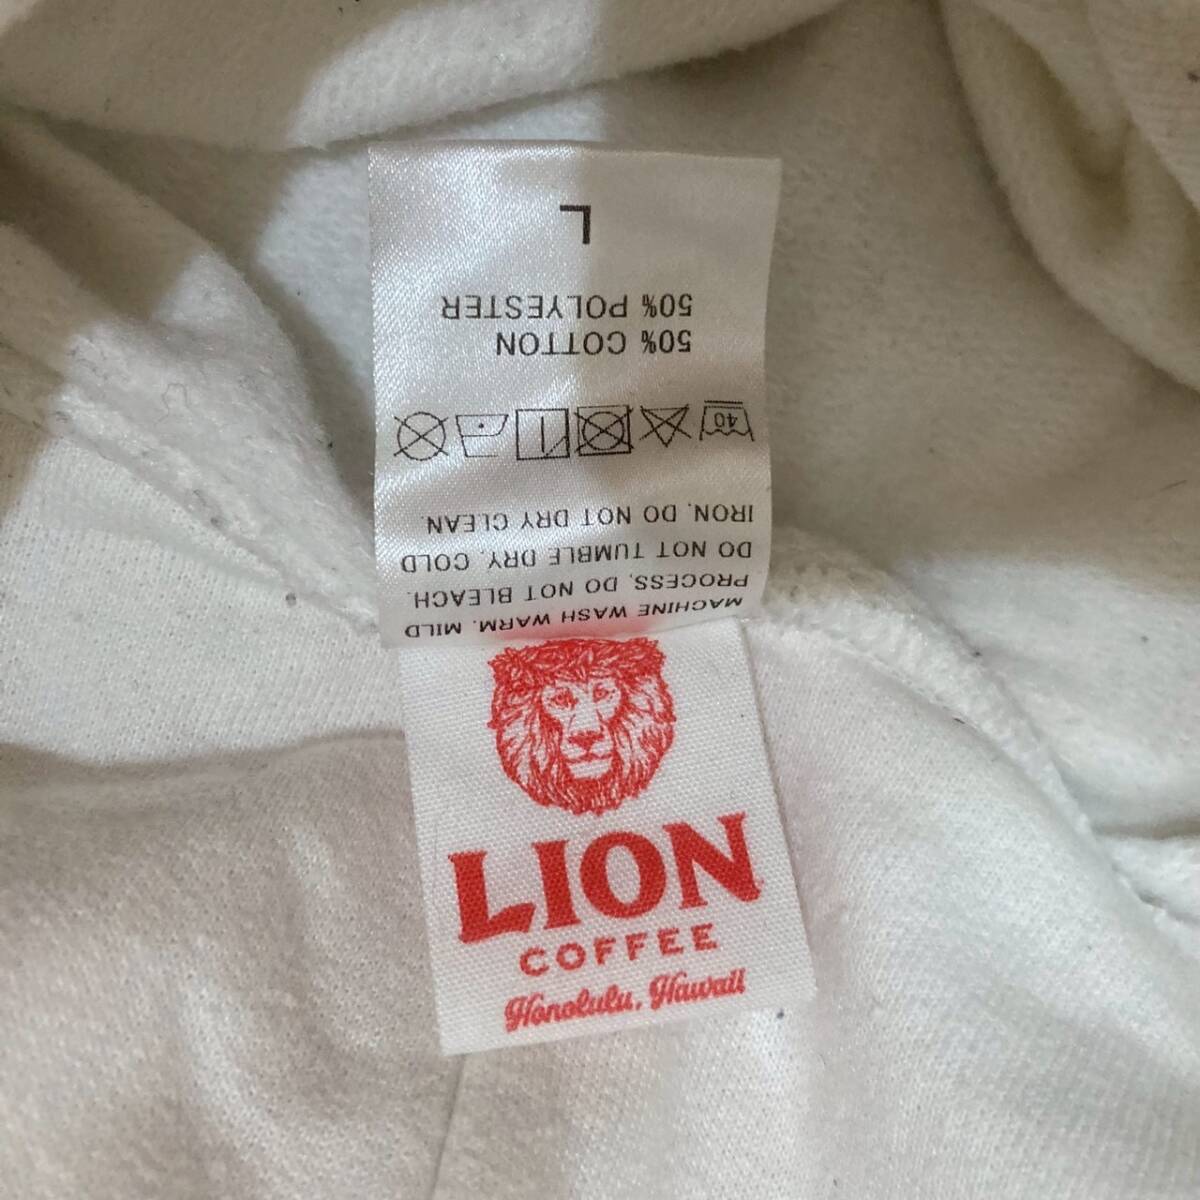 L
50% POLYESTER
50% COTTON
40
IRON. DO NOT DRY CLEAN.
DO NOT TUMBLE DRY. COLD
PROCESS, DO NOT BLEACH.
MACHINE WASH WARM. MILD
LION
COFFEE
Honolulu, Hawaii